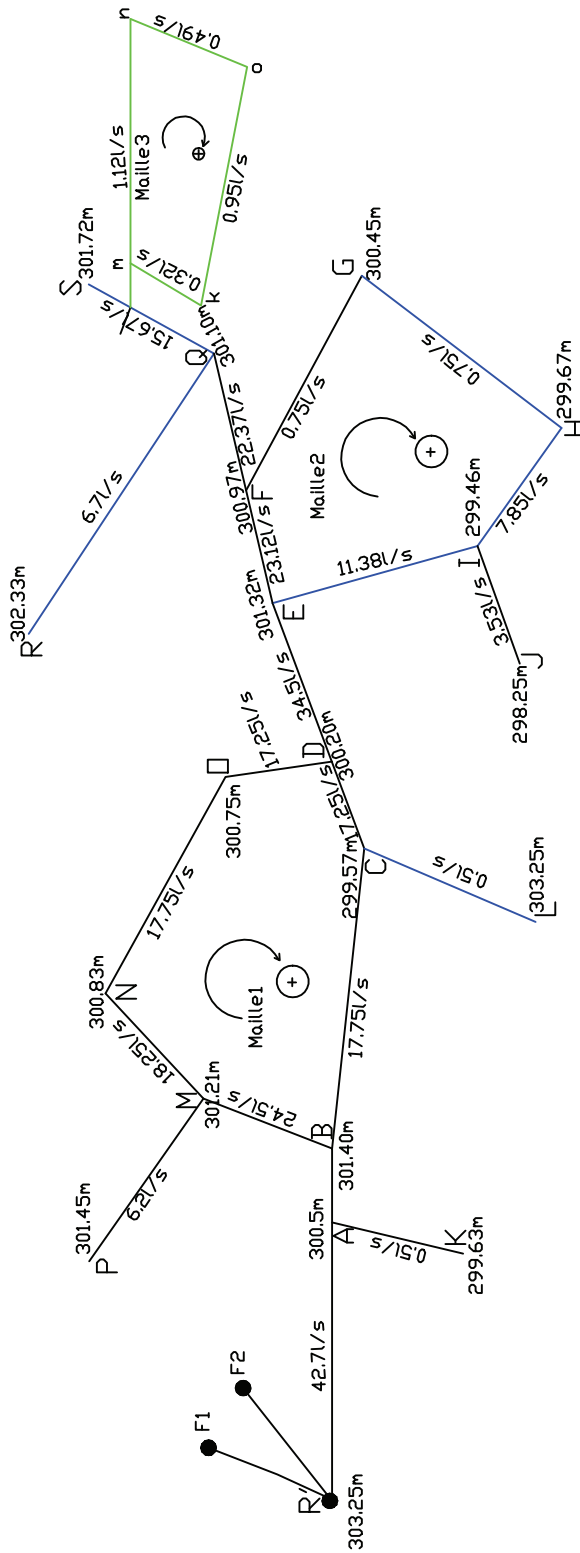 n
0.49l/s
o
1.12l/s
Maille3
0.95l/s
m
0.32l/s
k
S
301.72m
15.67l/s
l
Q
301.10m
6.7l/s
302.33m
R
22.37l/s
300.97m
F
0.75l/s
G
300.45m
0.75l/s
H
299.67m
Maille2
+
23.12l/s
301.32m
E
11.38l/s
I
299.46m
7.85l/s
3.53l/s
J
298.25m
34.5l/s
17.25l/s
D
300.20m
O
300.75m
17.25l/s
299.57m
C
0.5l/s
L
303.25m
17.75l/s
300.83m
N
Maille1
+
18.25l/s
M
301.21m
24.5l/s
17.75l/s
B
301.40m
301.45m
P
6.2l/s
300.5m
A
0.5l/s
K
299.63m
42.7l/s
F1
F2
R'
303.25m